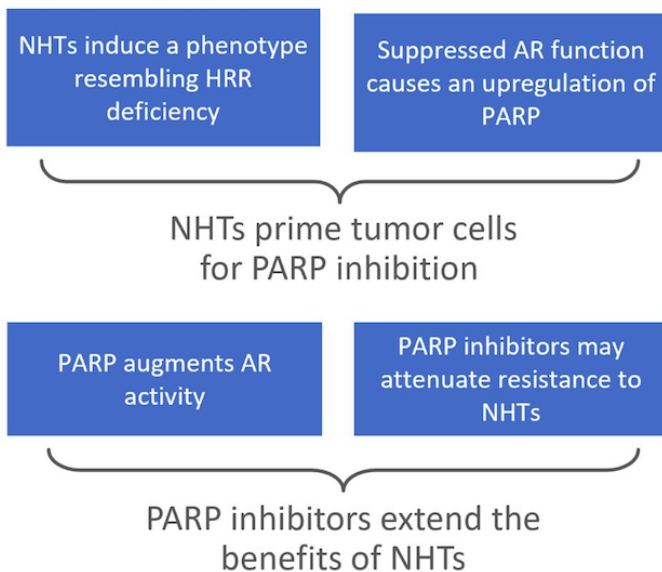 NHTs induce a phenotype
resembling HRR
deficiency
Suppressed AR function
causes an upregulation of
PARP
NHTs prime tumor cells
for PARP inhibition
PARP augments AR
activity
PARP inhibitors may
attenuate resistance to
NHTs
PARP inhibitors extend the
benefits of NHTs